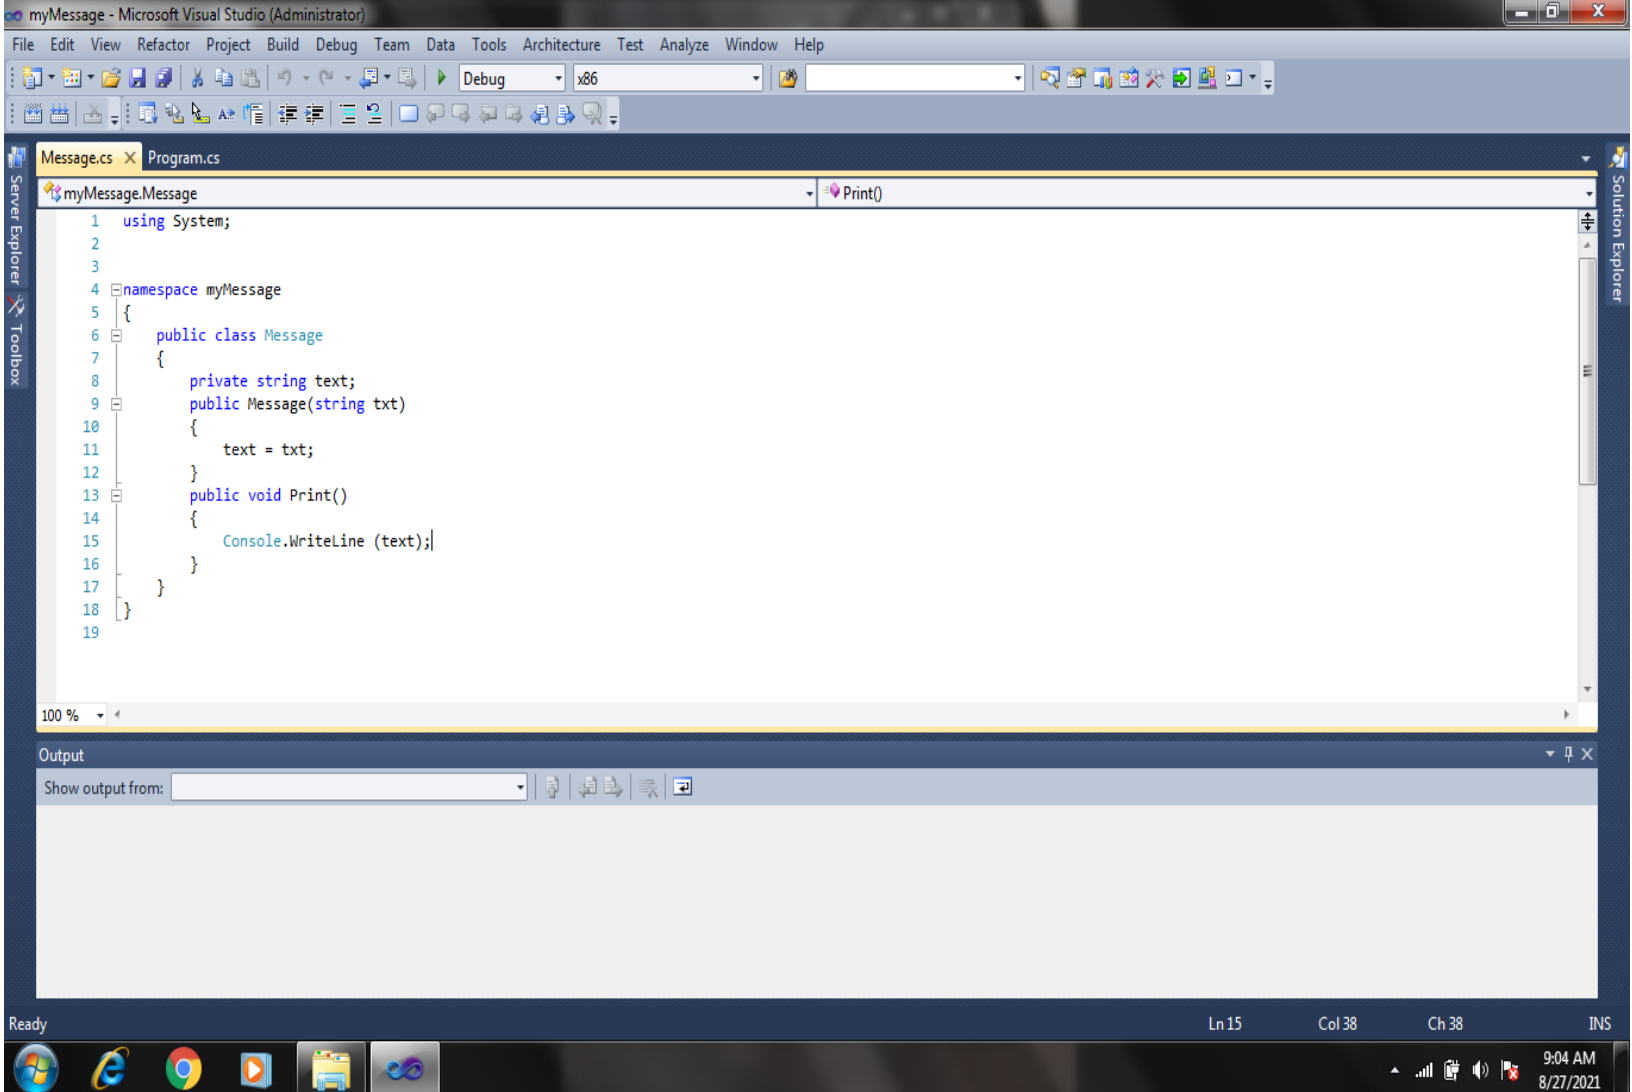 myMessage - Microsoft Visual Studio (Administrator)
File Edit View Refactor Project Build Debug Team Data Tools Architecture Test Analyze Window Help
Debug x86
Message.cs Program.cs
Server Explorer
Toolbox
Solution Explorer
myMessage.Message Print()
1 using System;
2
3
4 namespace myMessage
5 {
6 public class Message
7 {
8 private string text;
9 public Message(string txt)
10 {
11 text = txt;
12 }
13 public void Print()
14 {
15 Console.WriteLine (text);
16 }
17 }
18 }
19
100 %
Output
Show output from:
Ready Ln 15 Col 38 Ch 38 INS
9:04 AM
8/27/2021